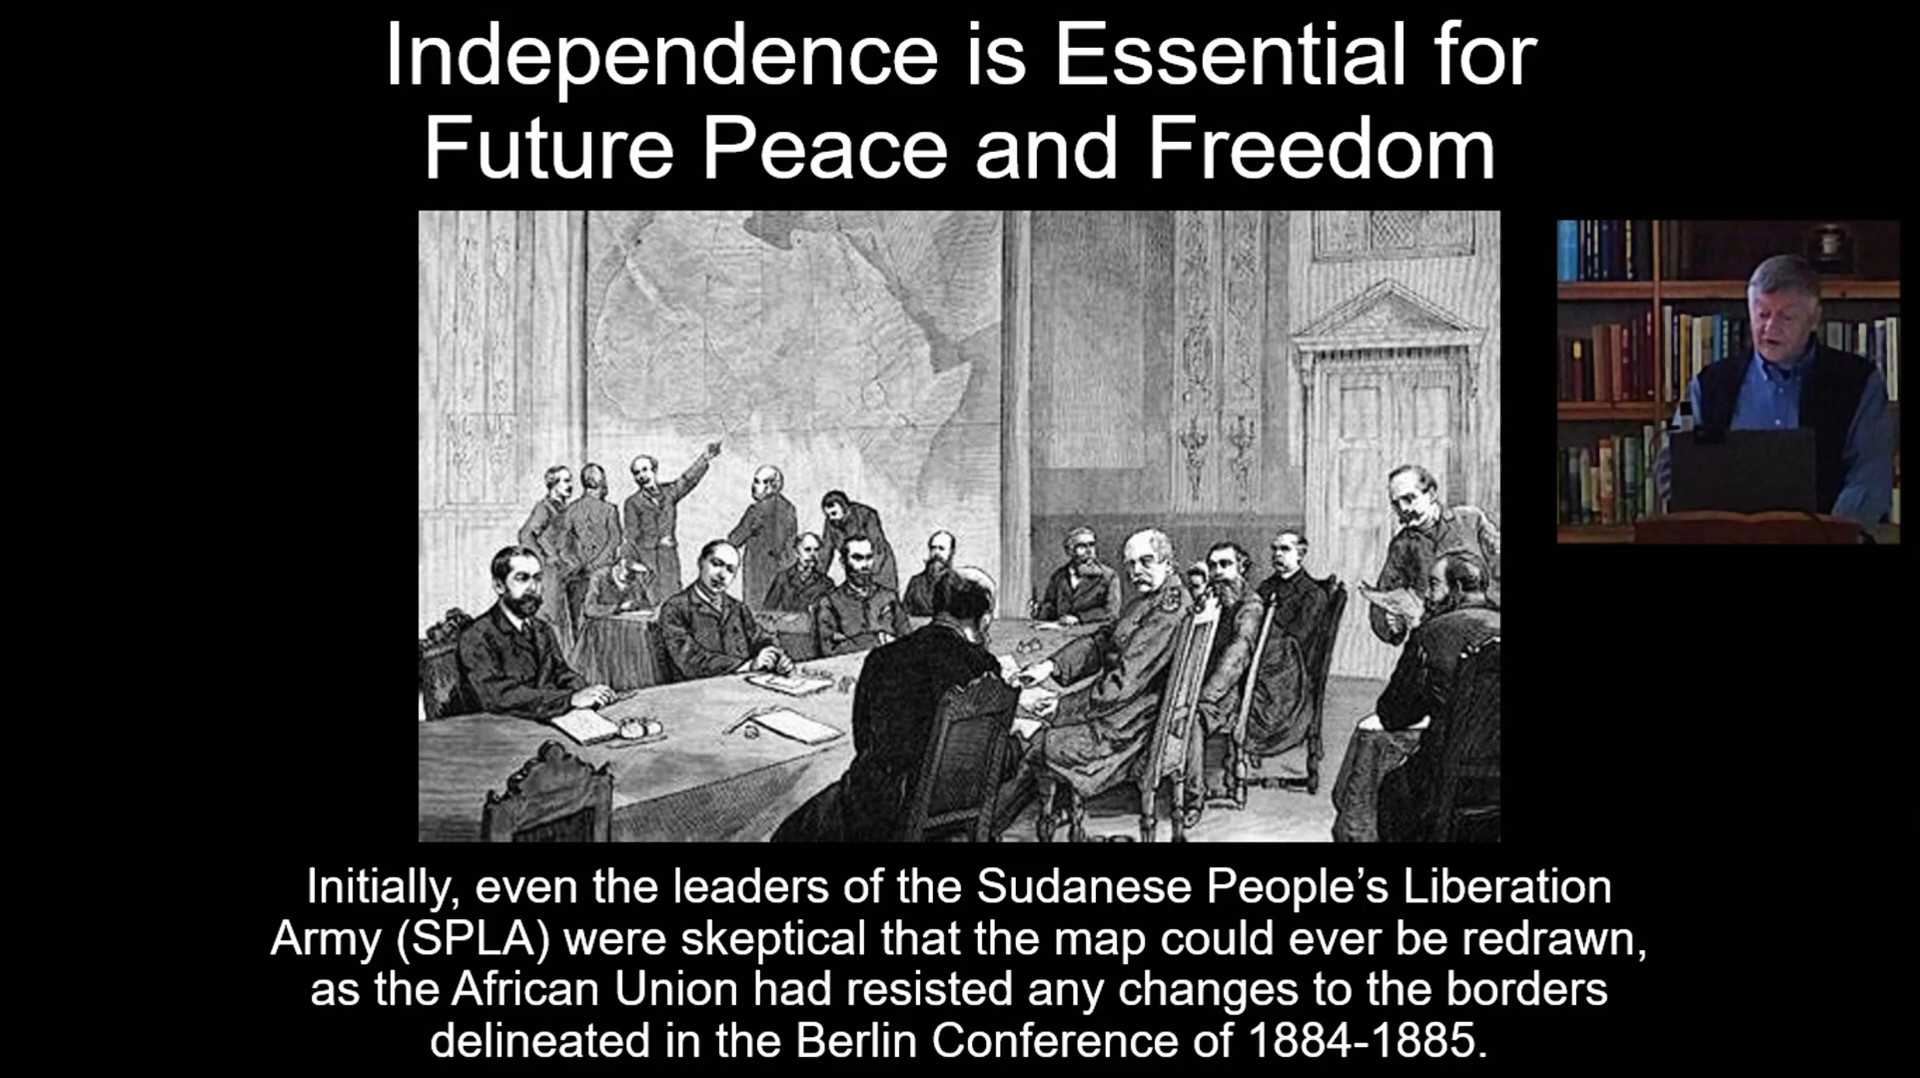 Independence is Essential for
Future Peace and Freedom
Initially, even the leaders of the Sudanese People’s Liberation
Army (SPLA) were skeptical that the map could ever be redrawn,
as the African Union had resisted any changes to the borders
delineated in the Berlin Conference of 1884-1885.